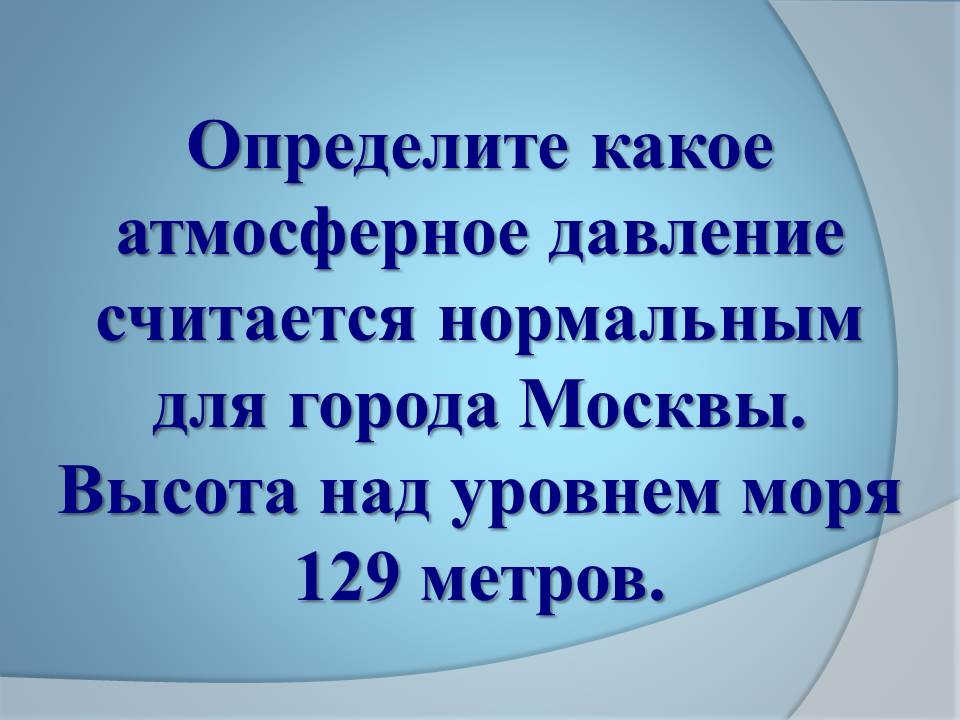 Определите какое
атмосферное давление
считается нормальным
для города Москвы.
Высота над уровнем моря
129 метров.